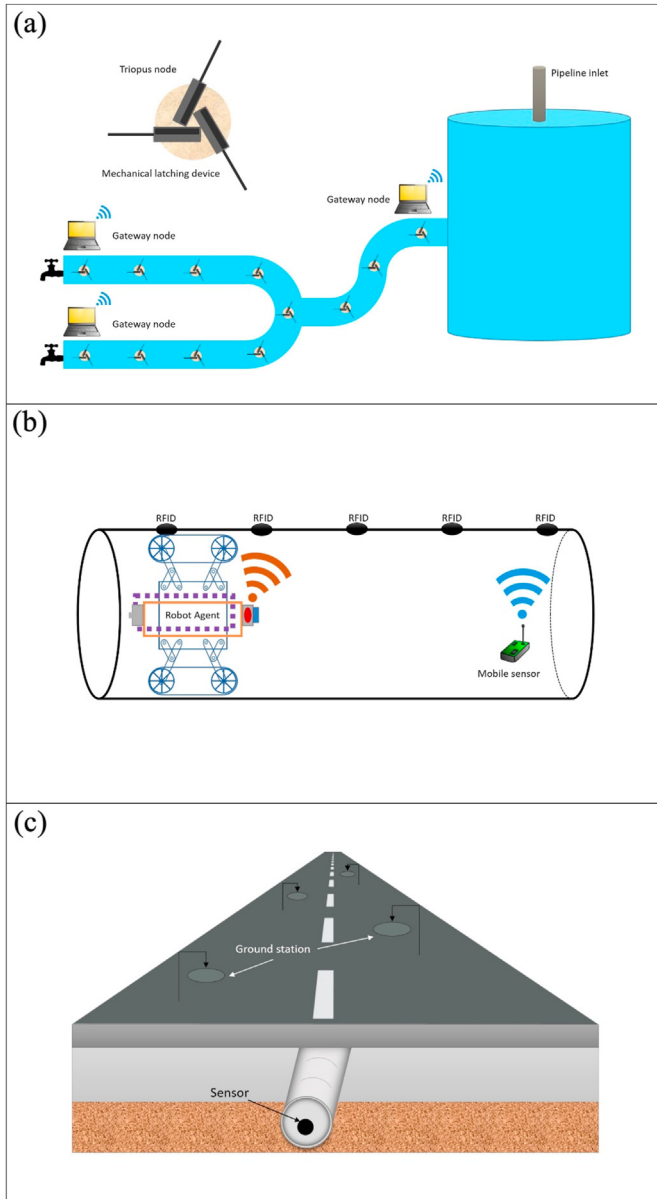 (a)
Triopus node
Pipeline inlet
Mechanical latching device
Gateway node
Gateway node
Gateway node
(b)
RFID RFID RFID RFID RFID
Robot Agent
Mobile sensor
(c)
Ground station
Sensor